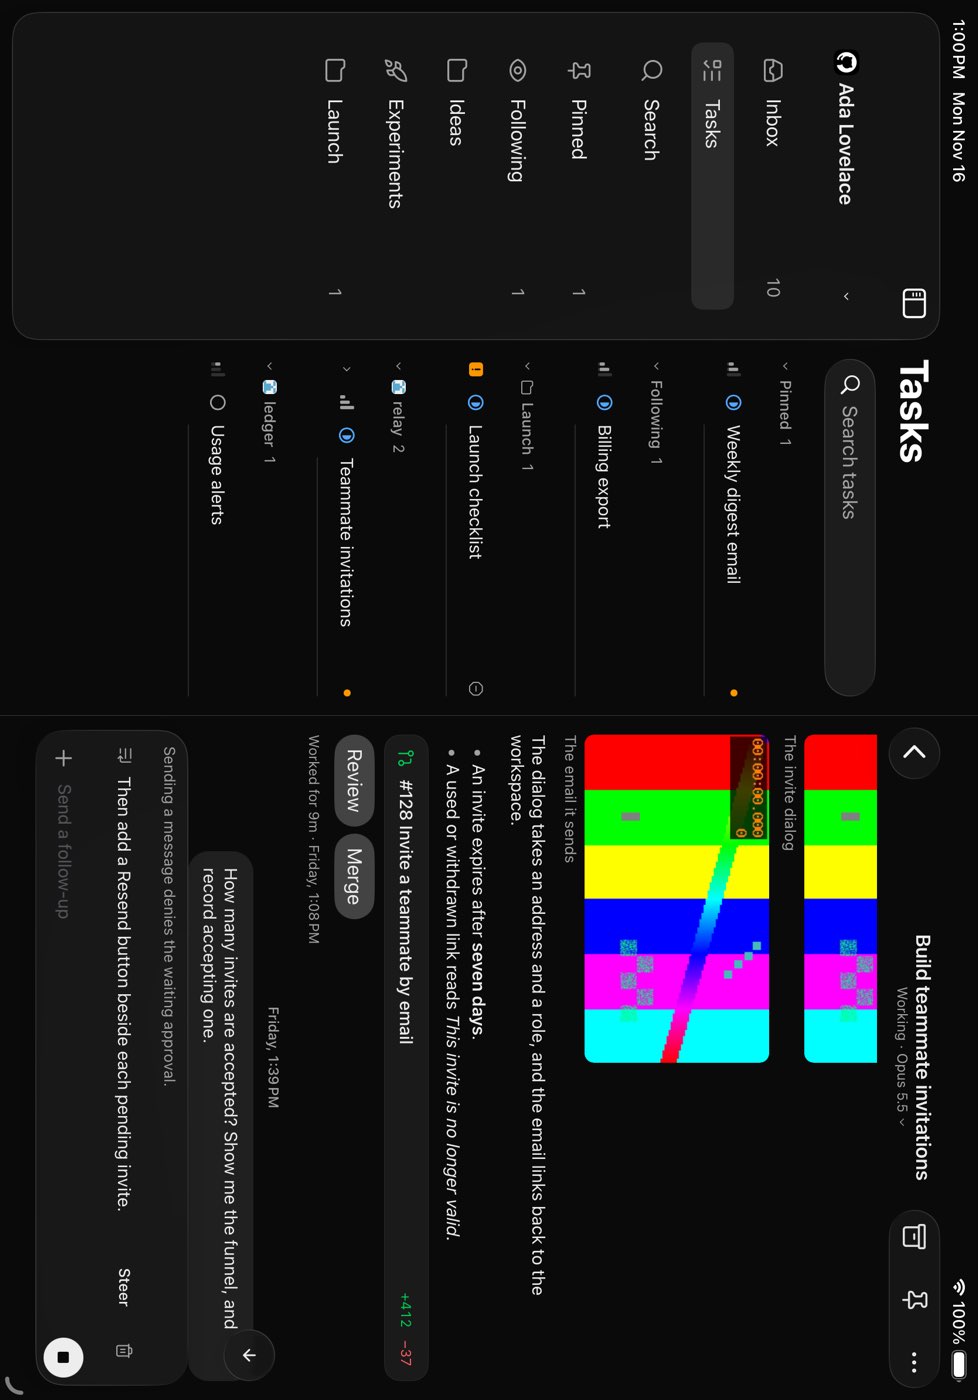 1:00 PM Mon Nov 16
100%
Ada Lovelace
Inbox 10
Tasks
Search
Pinned 1
Following 1
Ideas
Experiments
Launch 1
Tasks
Search tasks
Pinned 1
Weekly digest email
Following 1
Billing export
Launch 1
Launch checklist
relay 2
Teammate invitations
ledger 1
Usage alerts
Build teammate invitations
Working · Opus 5.5
The invite dialog
00:00:00.000
0
The email it sends
The dialog takes an address and a role, and the email links back to the
workspace.
• An invite expires after seven days.
• A used or withdrawn link reads This invite is no longer valid.
#128 Invite a teammate by email +412 −37
Review Merge
Worked for 9m · Friday, 1:08 PM
Friday, 1:39 PM
How many invites are accepted? Show me the funnel, and
record accepting one.
Sending a message denies the waiting approval.
Then add a Resend button beside each pending invite. Steer
Send a follow-up